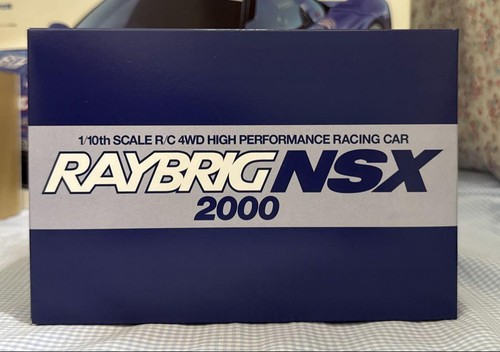 1/10th SCALE R/C 4WD HIGH PERFORMANCE RACING CAR
RAYBRIG NSX
2000